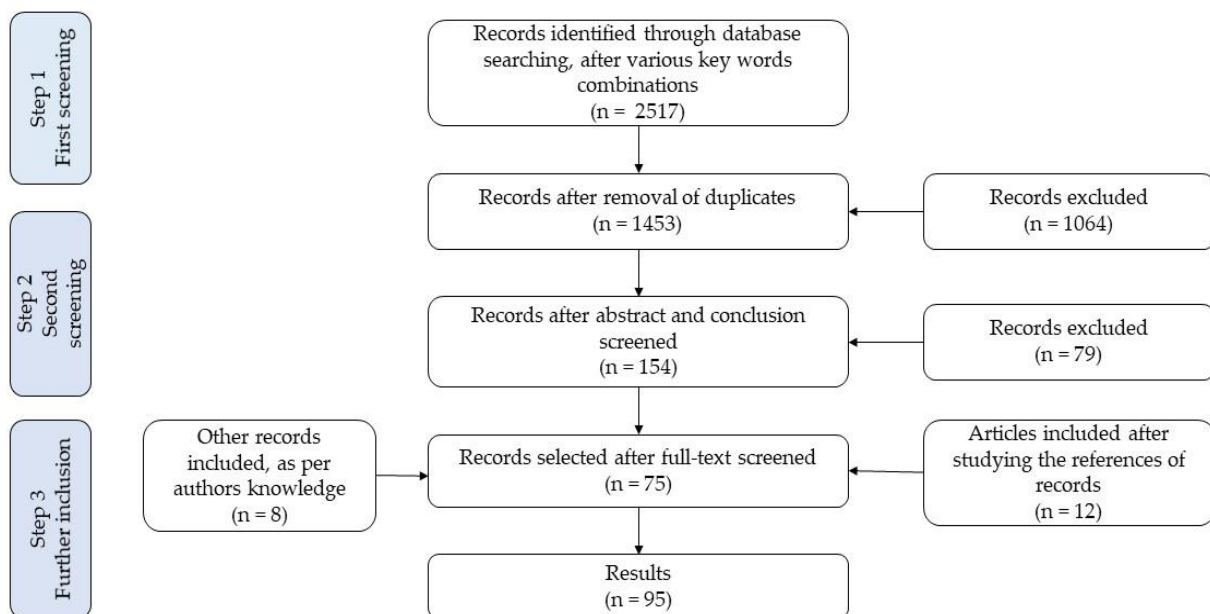 Step 1
First screening
Records identified through database
searching, after various key words
combinations
(n = 2517)
Records after removal of duplicates
(n = 1453)
Records excluded
(n = 1064)
Step 2
Second
screening
Records after abstract and conclusion
screened
(n = 154)
Records excluded
(n = 79)
Step 3
Further inclusion
Other records
included, as per
authors knowledge
(n = 8)
Records selected after full-text screened
(n = 75)
Articles included after
studying the references of
records
(n = 12)
Results
(n = 95)